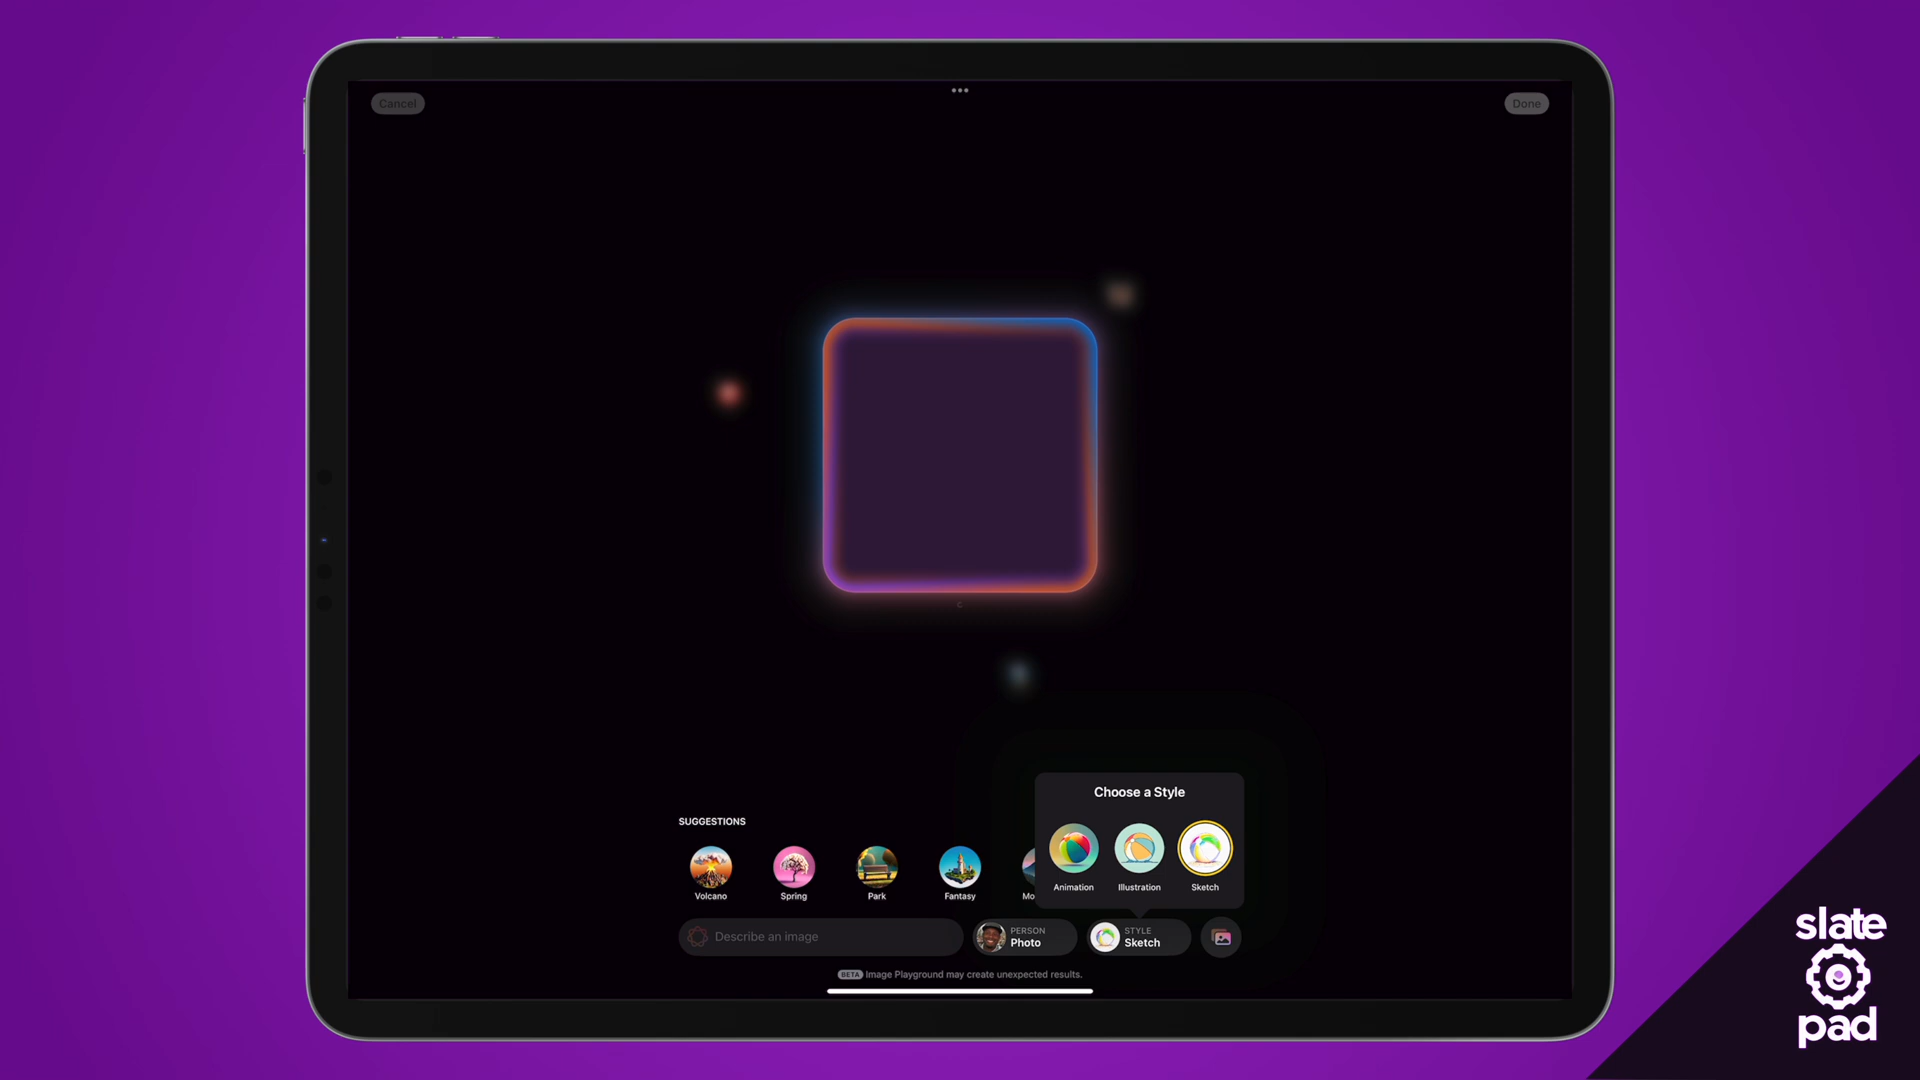 Cancel
Done
Choose a Style
SUGGESTIONS
Animation
Illustration
Sketch
Volcano
Spring
Park
Fantasy
Mo
Describe an image
PERSON
Photo
STYLE
Sketch
BETA Image Playground may create unexpected results.
slate
pad